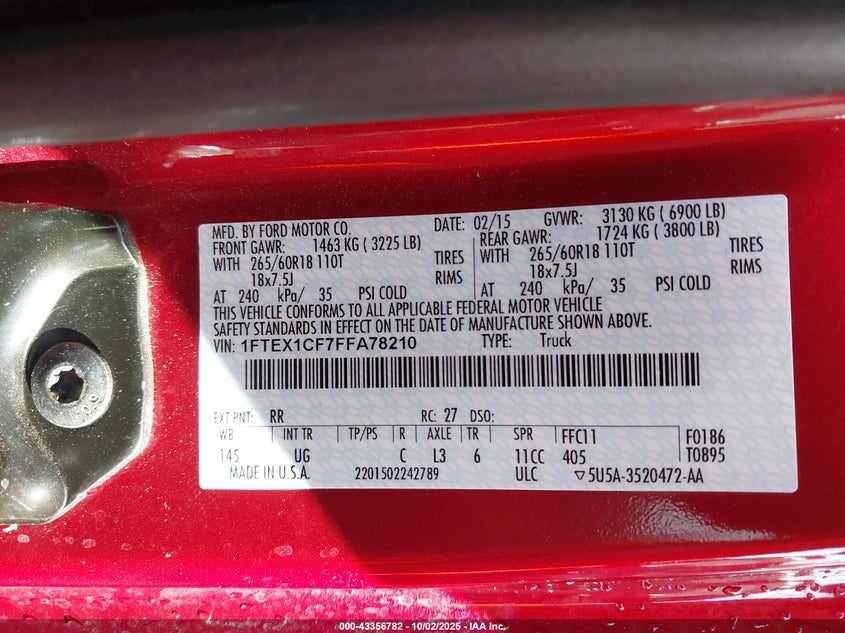 MFD. BY FORD MOTOR CO. DATE: 02/15 GVWR: 3130 KG ( 6900 LB)
FRONT GAWR: 1463 KG ( 3225 LB) REAR GAWR: 1724 KG ( 3800 LB)
WITH 265/60R18 110T TIRES WITH 265/60R18 110T TIRES
18x7.5J RIMS 18x7.5J RIMS
AT 240 kPa/ 35 PSI COLD AT 240 kPa/ 35 PSI COLD
THIS VEHICLE CONFORMS TO ALL APPLICABLE FEDERAL MOTOR VEHICLE
SAFETY STANDARDS IN EFFECT ON THE DATE OF MANUFACTURE SHOWN ABOVE.
VIN: 1FTEX1CF7FFA78210 TYPE: Truck
EXT PNT: RR RC: 27 DSO:
WB INT TR TP/PS R AXLE TR SPR FFC11 F0186
145 UG C L3 6 11CC 405 T0895
MADE IN U.S.A. 2201502242789 ULC ▽5U5A-3520472-AA
000-43356782 - 10/02/2025 - IAA Inc.